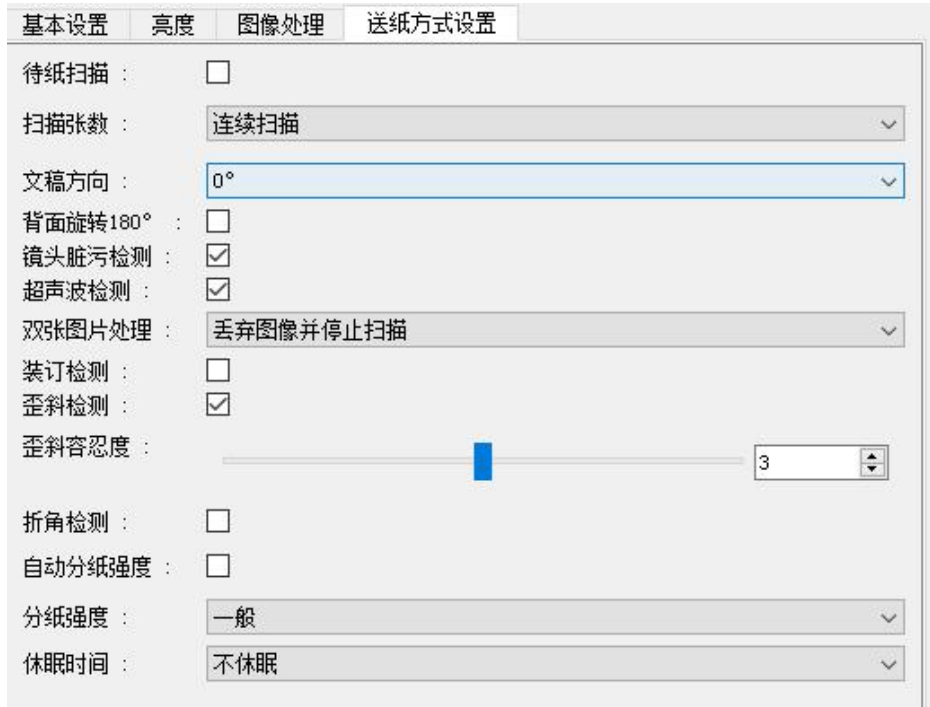 基本设置 亮度 图像处理 送纸方式设置
待纸扫描 :
扫描张数 : 连续扫描
文稿方向 : 0°
背面旋转180° :
镜头脏污检测 :
超声波检测 :
双张图片处理 : 丢弃图像并停止扫描
装订检测 :
歪斜检测 :
歪斜容忍度 : 3
折角检测 :
自动分纸强度 :
分纸强度 : 一般
休眠时间 : 不休眠